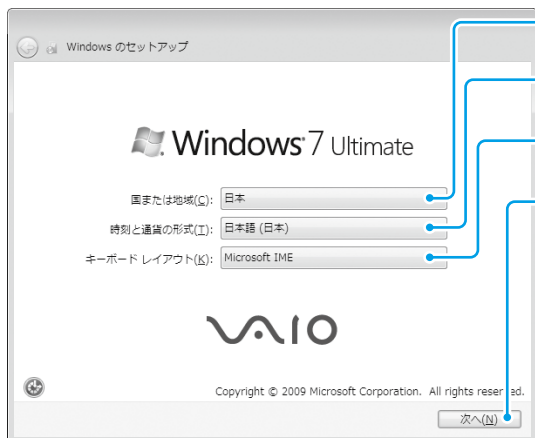 Windows のセットアップ
Windows 7 Ultimate
国または地域(C): 日本
時刻と通貨の形式(T): 日本語 (日本)
キーボード レイアウト(K): Microsoft IME
VAIO
Copyright © 2009 Microsoft Corporation. All rights reserved.
次へ(N)